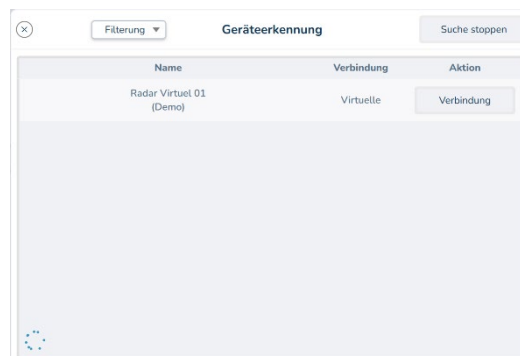 Filterung
Geräteerkennung
Suche stoppen
Name Verbindung Aktion
Radar Virtuel 01
(Demo)
Virtuelle
Verbindung